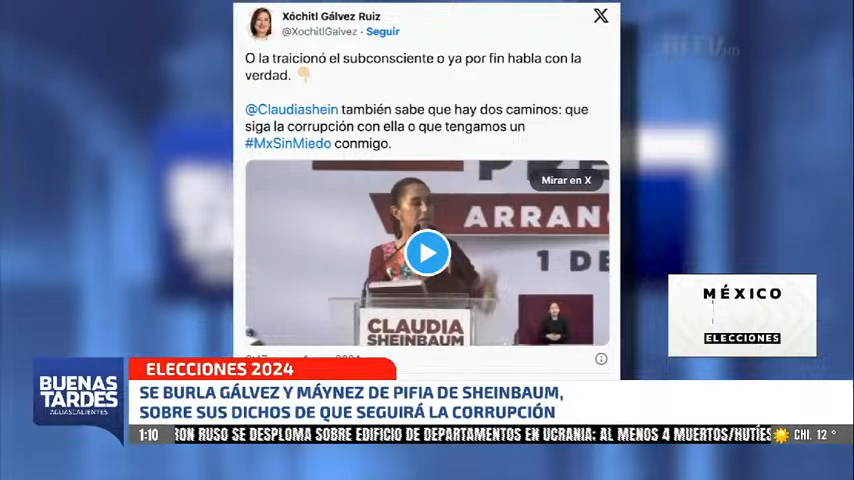 Xóchitl Gálvez Ruiz
@XochitlGalvez · Seguir
O la traicionó el subconsciente o ya por fin habla con la
verdad. 👇🏼
@Claudiashein también sabe que hay dos caminos: que
siga la corrupción con ella o que tengamos un
#MxSinMiedo conmigo.
Mirar en X
ARRAN
1 DE
CLAUDIA
SHEINBAUM
MÉXICO
ELECCIONES
ELECCIONES 2024
BUENAS
TARDES
AGUASCALIENTES
SE BURLA GÁLVEZ Y MÁYNEZ DE PIFIA DE SHEINBAUM,
SOBRE SUS DICHOS DE QUE SEGUIRÁ LA CORRUPCIÓN
1:10
RON RUSO SE DESPLOMA SOBRE EDIFICIO DE DEPARTAMENTOS EN UCRANIA; AL MENOS 4 MUERTOS/HUTÍES
CHI. 12 °